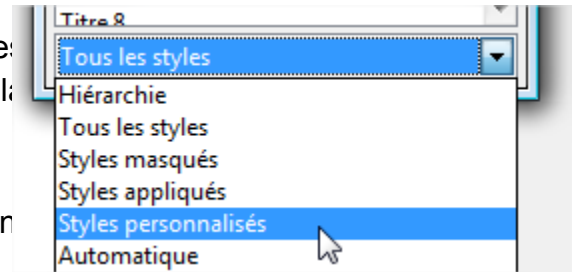 Titre 8
Tous les styles
Hiérarchie
Tous les styles
Styles masqués
Styles appliqués
Styles personnalisés
Automatique